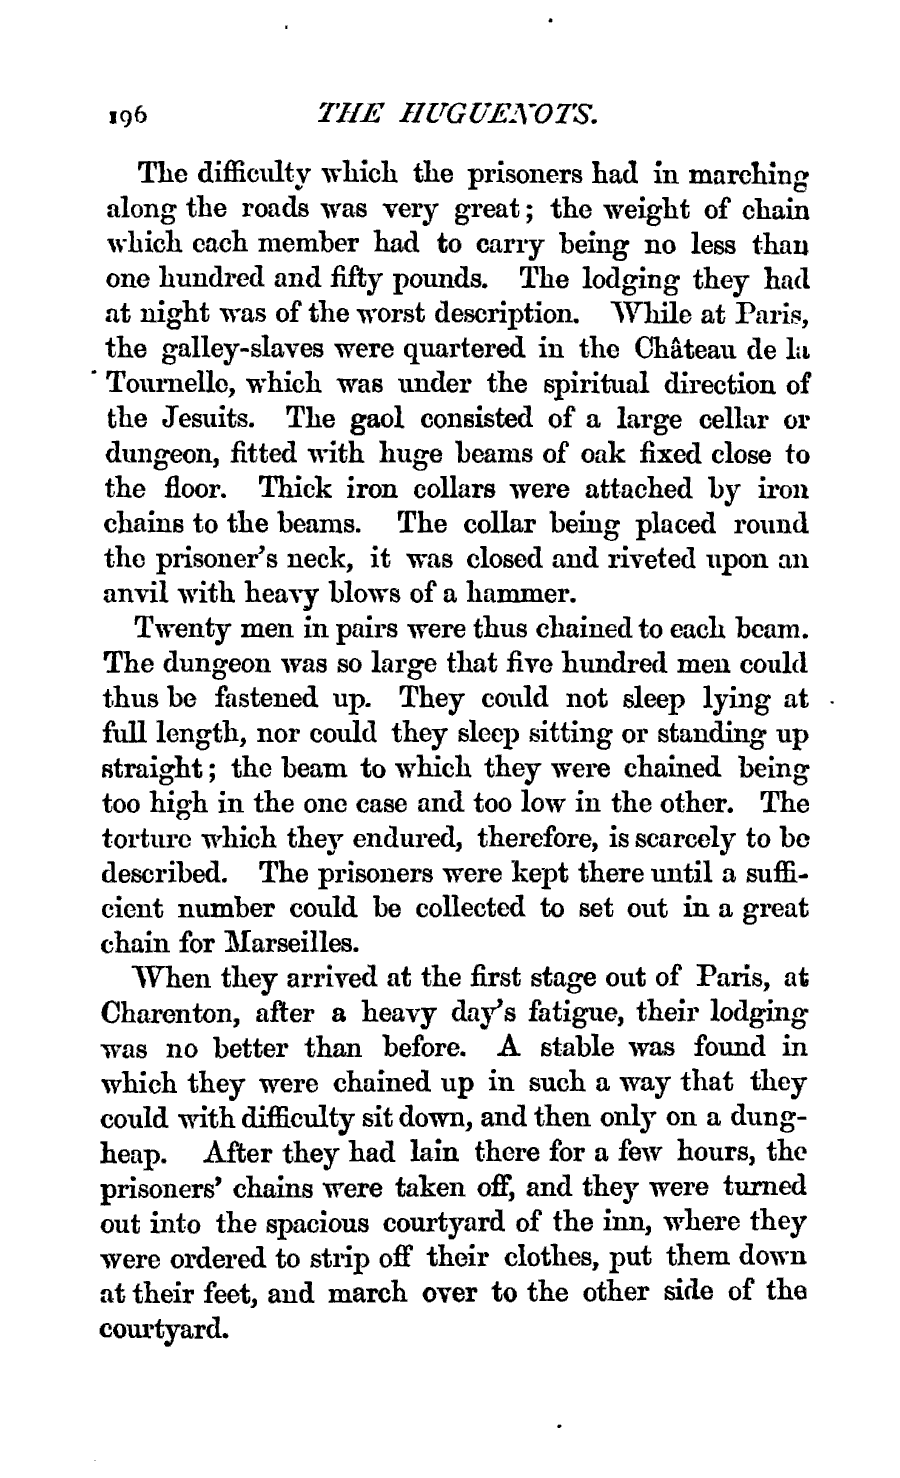 196 THE HUGUENOTS.
The difficulty which the prisoners had in marching
along the roads was very great; the weight of chain
which each member had to carry being no less than
one hundred and fifty pounds. The lodging they had
at night was of the worst description. While at Paris,
the galley-slaves were quartered in the Château de la
Tournelle, which was under the spiritual direction of
the Jesuits. The gaol consisted of a large cellar or
dungeon, fitted with huge beams of oak fixed close to
the floor. Thick iron collars were attached by iron
chains to the beams. The collar being placed round
the prisoner's neck, it was closed and riveted upon an
anvil with heavy blows of a hammer.
Twenty men in pairs were thus chained to each beam.
The dungeon was so large that five hundred men could
thus be fastened up. They could not sleep lying at
full length, nor could they sleep sitting or standing up
straight; the beam to which they were chained being
too high in the one case and too low in the other. The
torture which they endured, therefore, is scarcely to be
described. The prisoners were kept there until a suffi-
cient number could be collected to set out in a great
chain for Marseilles.
When they arrived at the first stage out of Paris, at
Charenton, after a heavy day's fatigue, their lodging
was no better than before. A stable was found in
which they were chained up in such a way that they
could with difficulty sit down, and then only on a dung-
heap. After they had lain there for a few hours, the
prisoners' chains were taken off, and they were turned
out into the spacious courtyard of the inn, where they
were ordered to strip off their clothes, put them down
at their feet, and march over to the other side of the
courtyard.